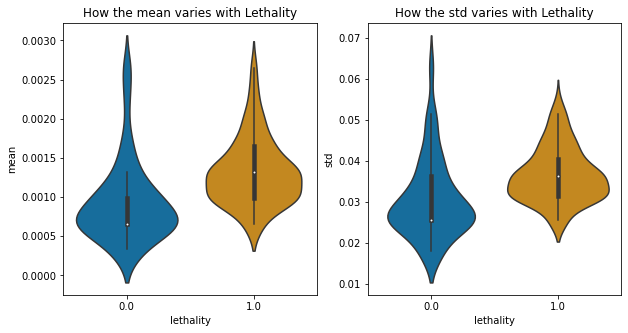 How the mean varies with Lethality
mean
0.0030
0.0025
0.0020
0.0015
0.0010
0.0005
0.0000
0.0 1.0
lethality
How the std varies with Lethality
std
0.07
0.06
0.05
0.04
0.03
0.02
0.01
0.0 1.0
lethality